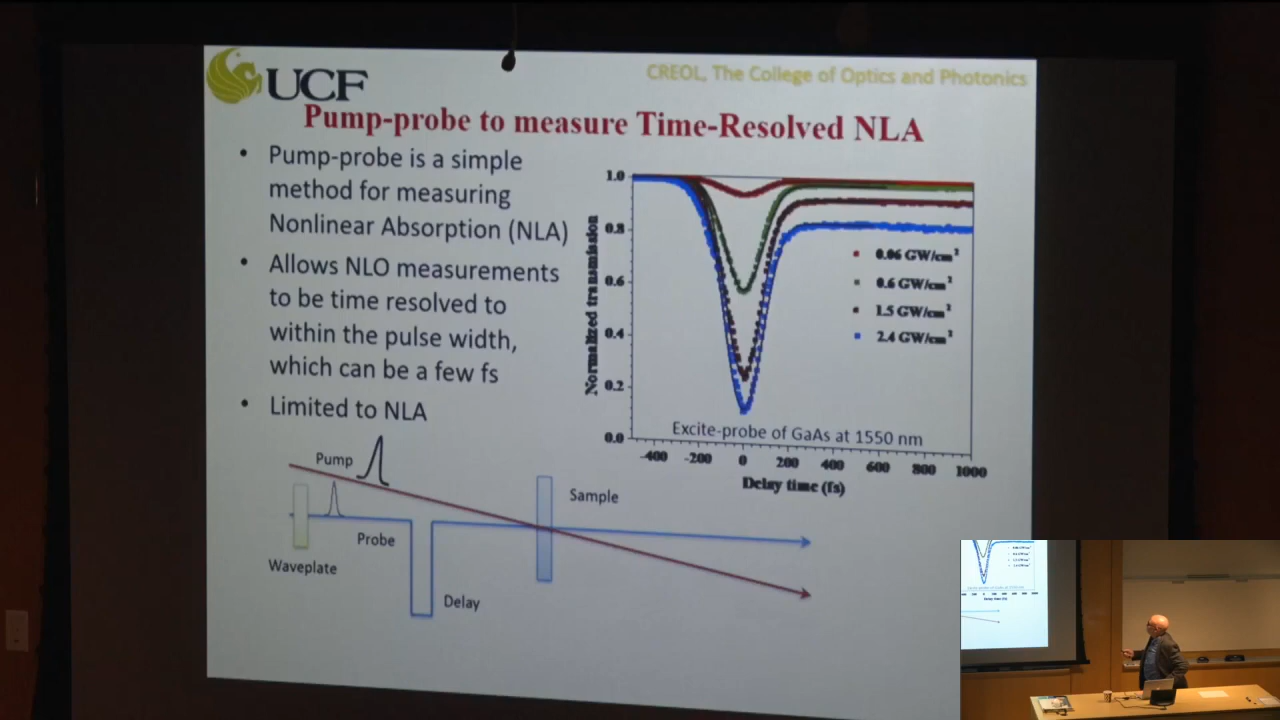 UCF
CREOL, The College of Optics and Photonics
Pump-probe to measure Time-Resolved NLA
• Pump-probe is a simple
method for measuring
Nonlinear Absorption (NLA)
• Allows NLO measurements
to be time resolved to
within the pulse width,
which can be a few fs
• Limited to NLA
Normalized transmission
1.0
0.8
0.6
0.4
0.2
0.0
0.06 GW/cm²
0.6 GW/cm²
1.5 GW/cm²
2.4 GW/cm²
Excite-probe of GaAs at 1550 nm
-400 -200 0 200 400 600 800 1000
Delay time (fs)
Pump
Sample
Probe
Waveplate
Delay